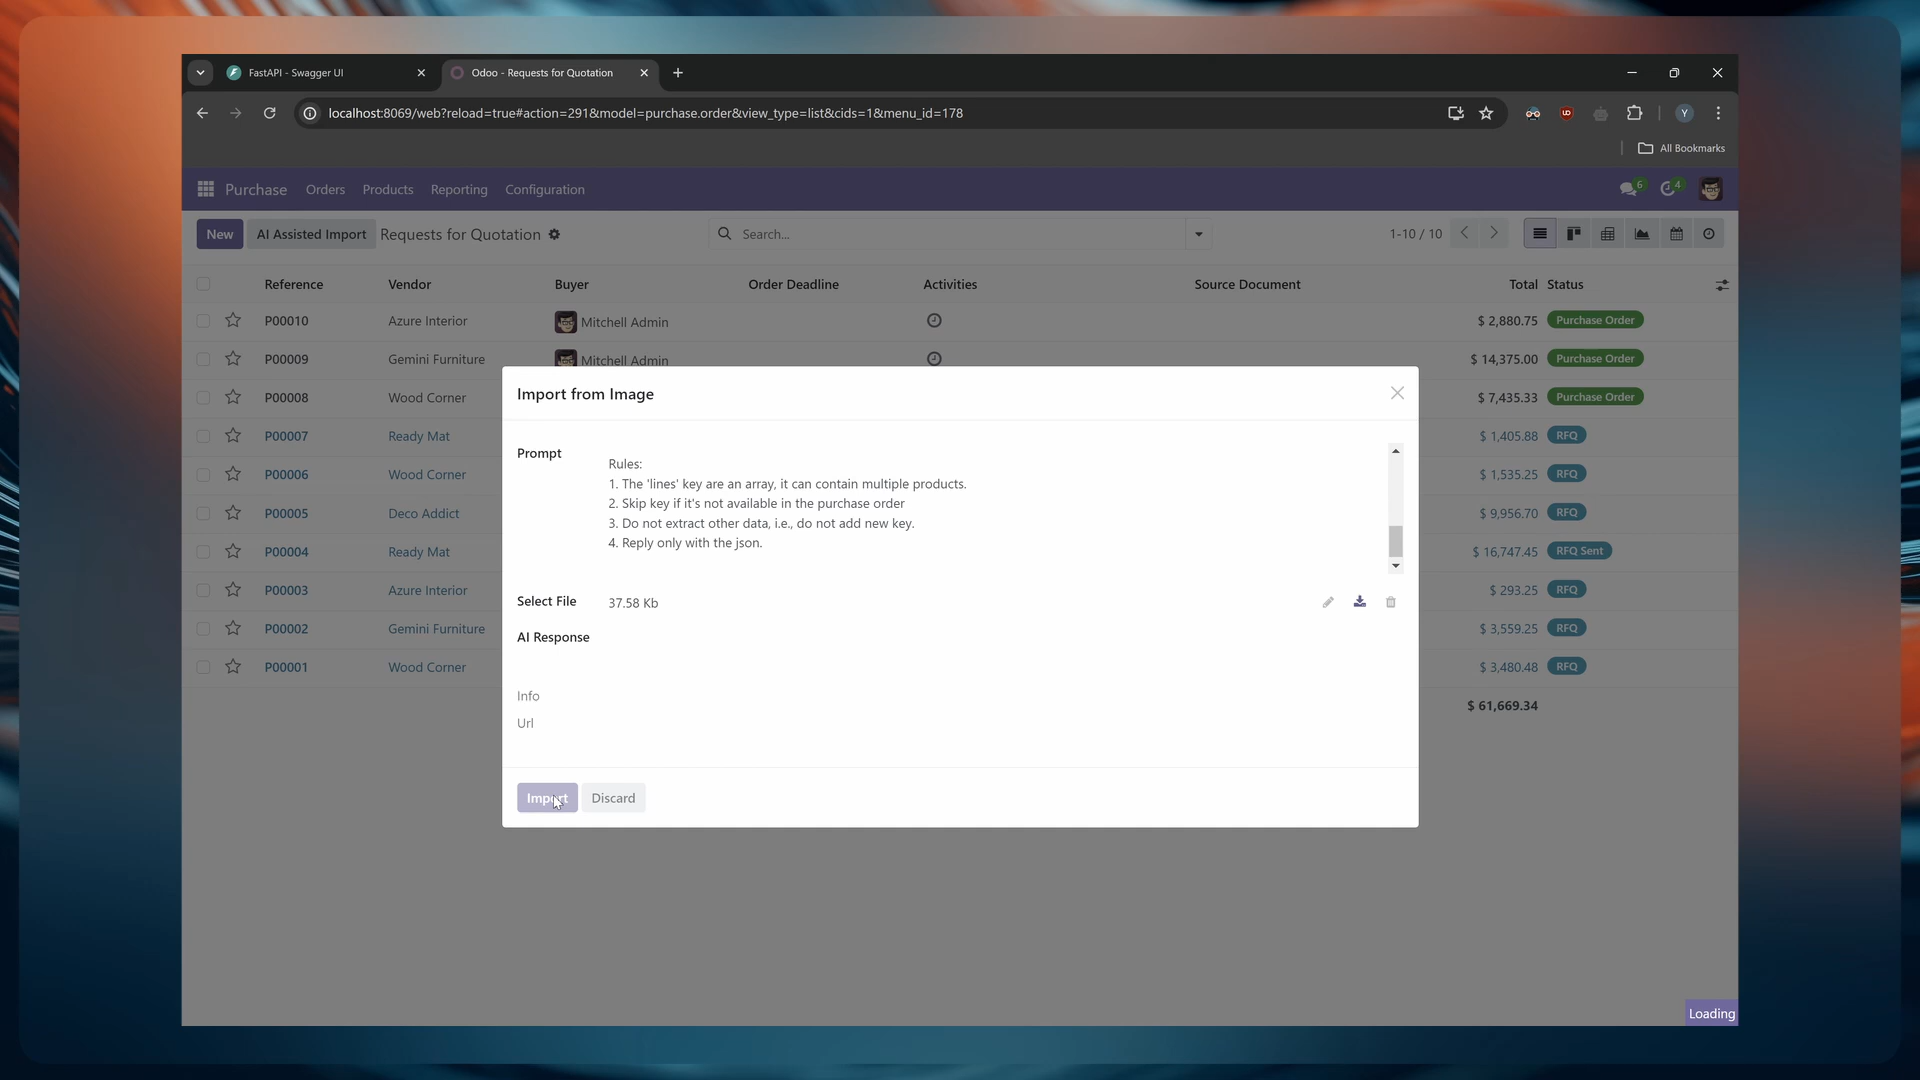 FastAPI - Swagger UI
Odoo - Requests for Quotation
localhost:8069/web?reload=true#action=291&model=purchase.order&view_type=list&cids=1&menu_id=178
Y
All Bookmarks
Purchase Orders Products Reporting Configuration
6
4
New AI Assisted Import Requests for Quotation
Search...
1-10 / 10
Reference Vendor Buyer Order Deadline Activities Source Document Total Status
P00010 Azure Interior Mitchell Admin $ 2,880.75 Purchase Order
P00009 Gemini Furniture Mitchell Admin $ 14,375.00 Purchase Order
P00008 Wood Corner $ 7,435.33 Purchase Order
P00007 Ready Mat $ 1,405.88 RFQ
P00006 Wood Corner $ 1,535.25 RFQ
P00005 Deco Addict $ 9,956.70 RFQ
P00004 Ready Mat $ 16,747.45 RFQ Sent
P00003 Azure Interior $ 293.25 RFQ
P00002 Gemini Furniture $ 3,559.25 RFQ
P00001 Wood Corner $ 3,480.48 RFQ
$ 61,669.34
Import from Image
Prompt
Rules:
1. The 'lines' key are an array, it can contain multiple products.
2. Skip key if it's not available in the purchase order
3. Do not extract other data, i.e., do not add new key.
4. Reply only with the json.
Select File 37.58 Kb
AI Response
Info
Url
Import Discard
Loading